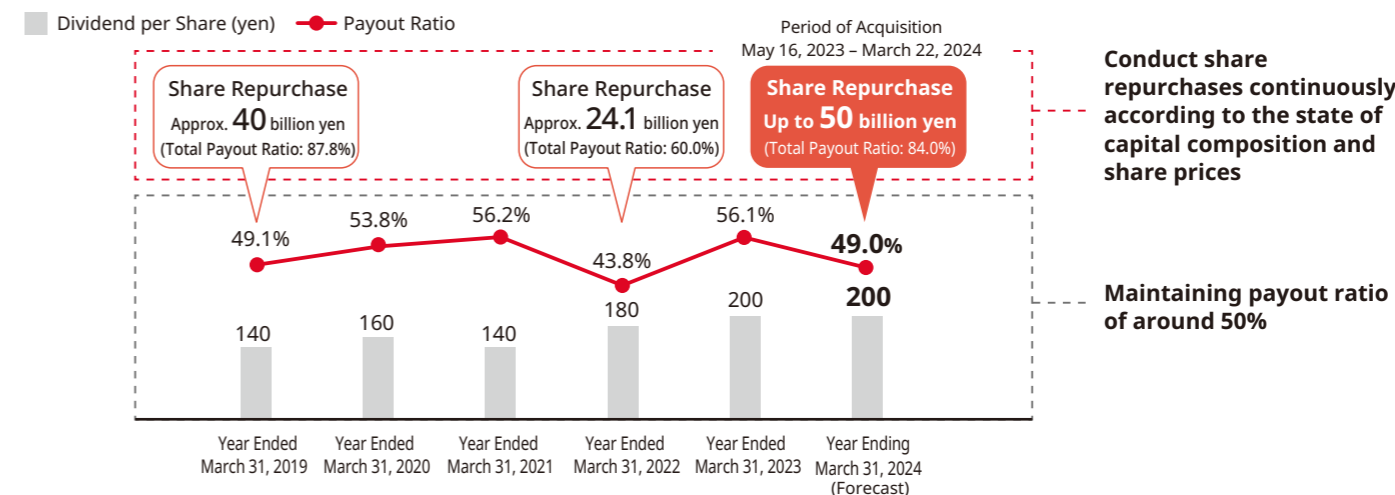 Dividend per Share (yen)
Payout Ratio
Period of Acquisition
May 16, 2023 – March 22, 2024
Share Repurchase
Approx. 40 billion yen
(Total Payout Ratio: 87.8%)
Share Repurchase
Approx. 24.1 billion yen
(Total Payout Ratio: 60.0%)
Share Repurchase
Up to 50 billion yen
(Total Payout Ratio: 84.0%)
Conduct share
repurchases continuously
according to the state of
capital composition and
share prices
49.1%
53.8%
56.2%
43.8%
56.1%
49.0%
140
160
140
180
200
200
Maintaining payout ratio
of around 50%
Year Ended
March 31, 2019
Year Ended
March 31, 2020
Year Ended
March 31, 2021
Year Ended
March 31, 2022
Year Ended
March 31, 2023
Year Ending
March 31, 2024
(Forecast)